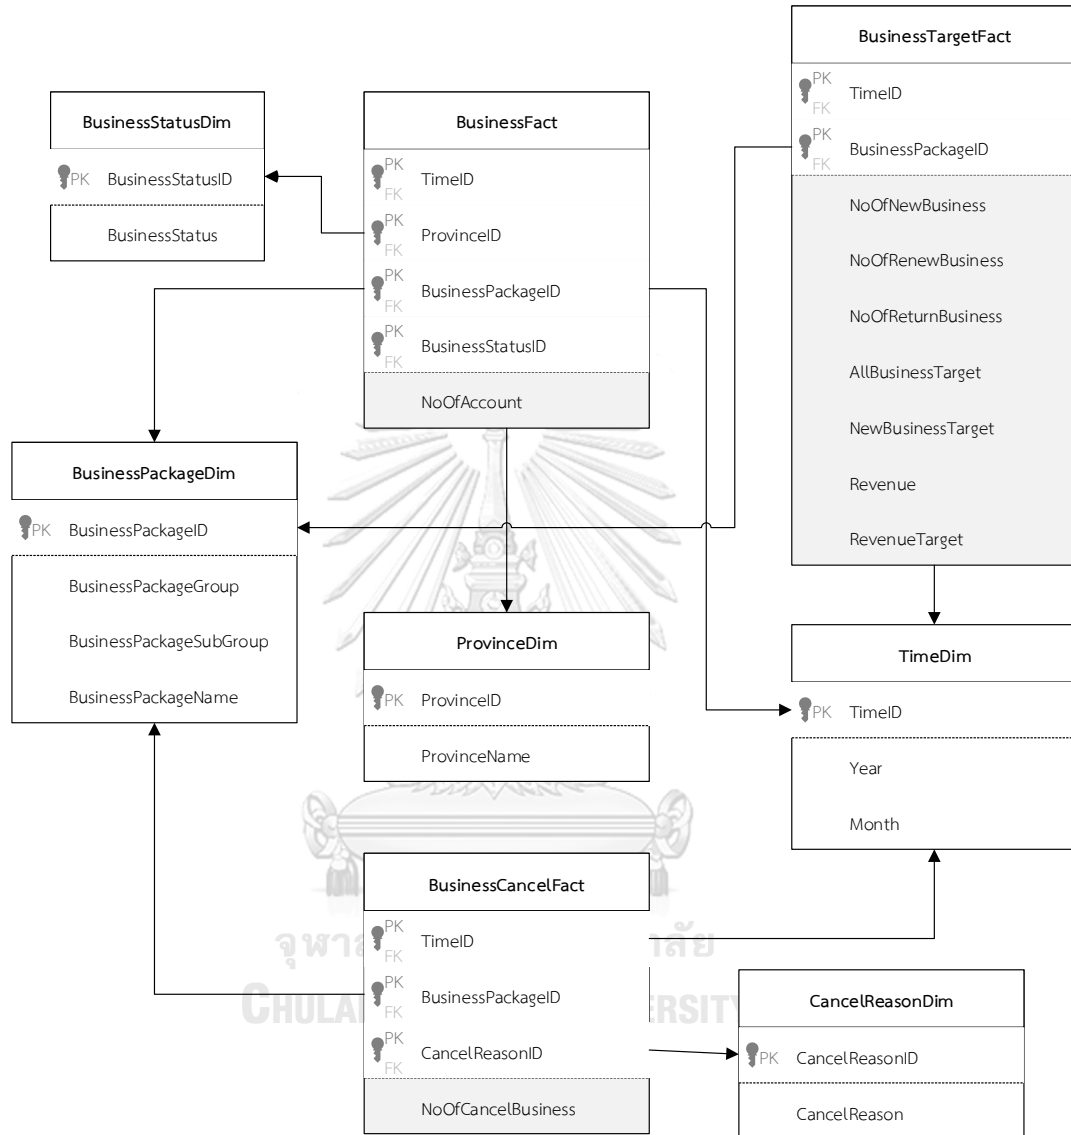 BusinessTargetFact
PK
FK
TimeID
PK
FK
BusinessPackageID
NoOfNewBusiness
NoOfRenewBusiness
NoOfReturnBusiness
AllBusinessTarget
NewBusinessTarget
Revenue
RevenueTarget
BusinessStatusDim
PK BusinessStatusID
BusinessStatus
BusinessFact
PK
FK
TimeID
PK
FK
ProvinceID
PK
FK
BusinessPackageID
PK
FK
BusinessStatusID
NoOfAccount
BusinessPackageDim
PK BusinessPackageID
BusinessPackageGroup
BusinessPackageSubGroup
BusinessPackageName
ProvinceDim
PK ProvinceID
ProvinceName
TimeDim
PK TimeID
Year
Month
BusinessCancelFact
PK
FK
TimeID
PK
FK
BusinessPackageID
PK
FK
CancelReasonID
NoOfCancelBusiness
CancelReasonDim
PK CancelReasonID
CancelReason